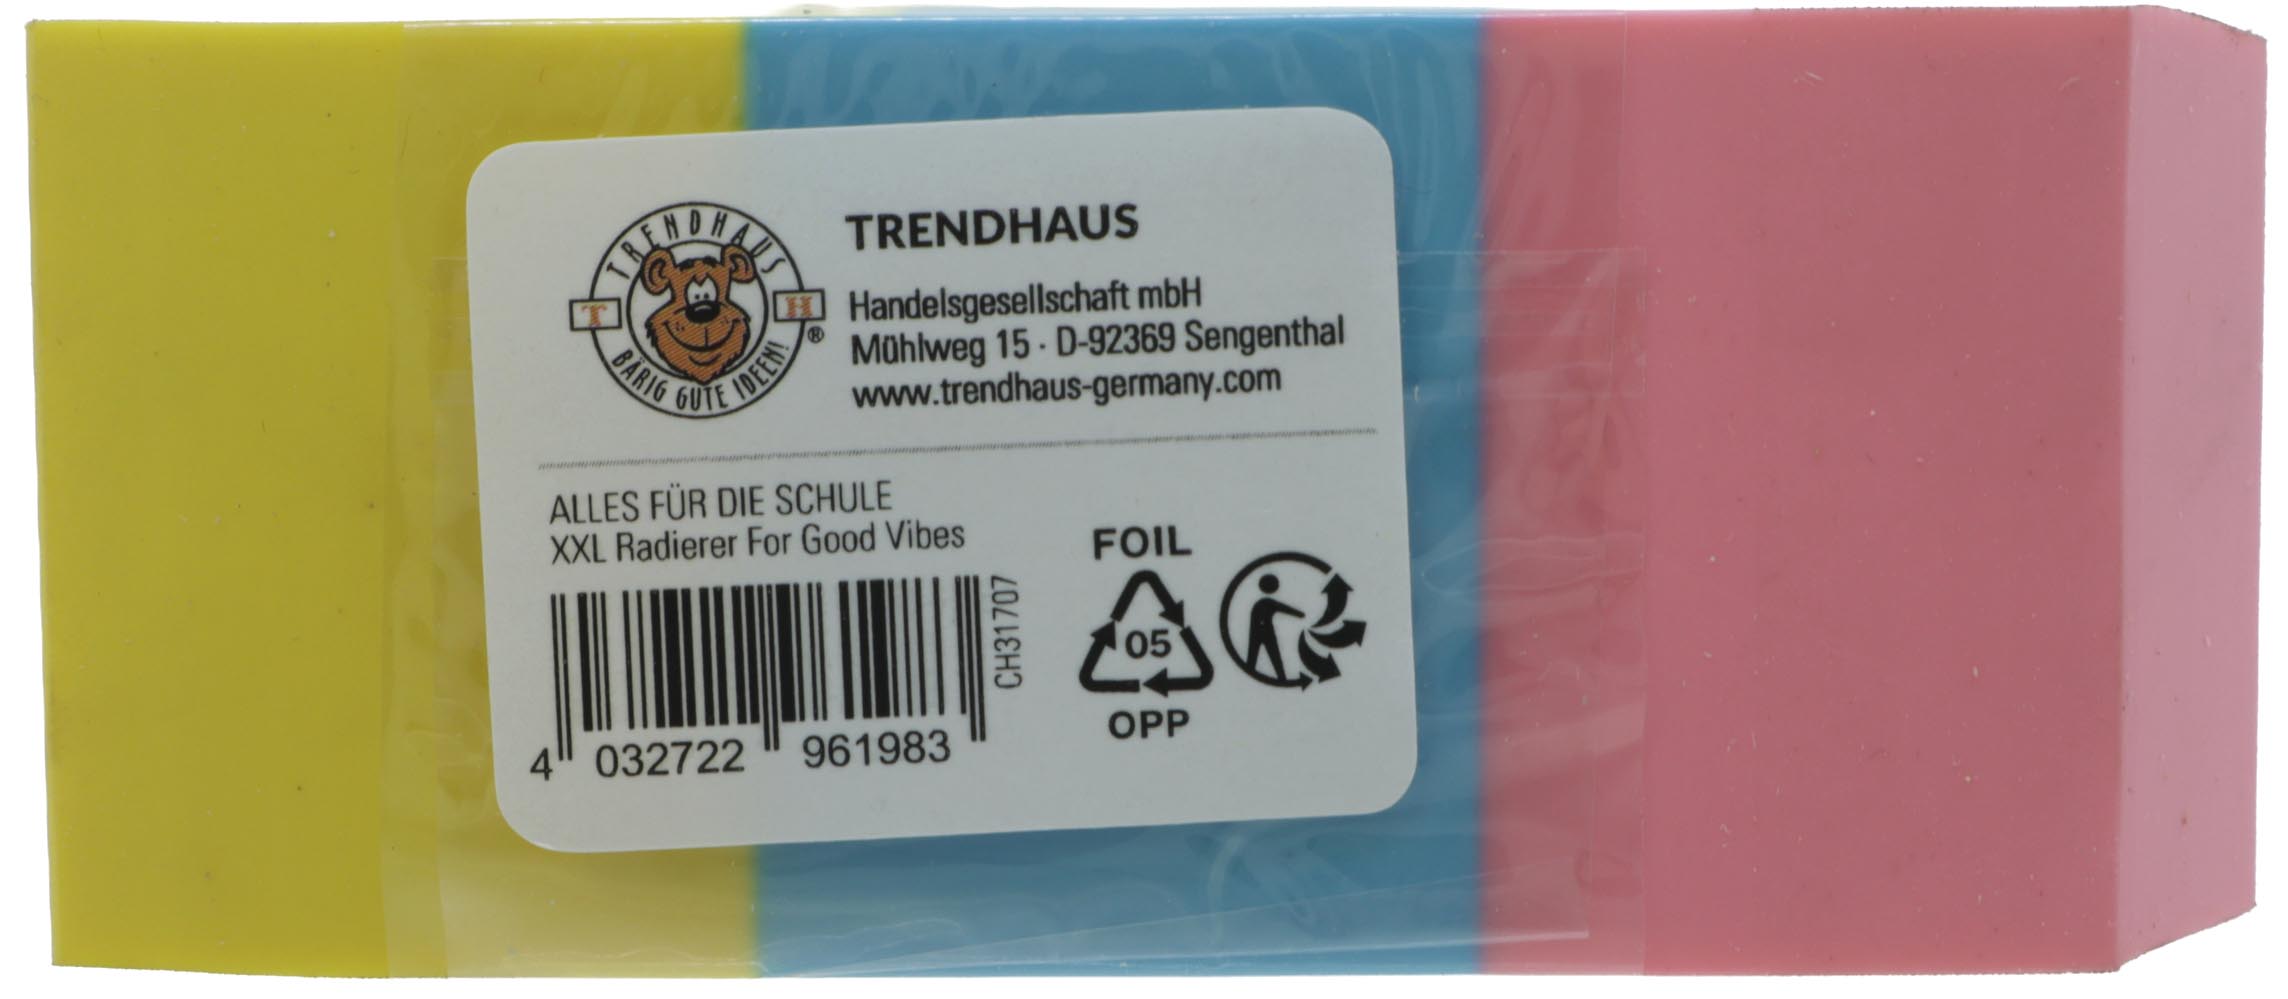 TRENDHAUS
T H ®
BÄRIG GUTE IDEEN!
TRENDHAUS
Handelsgesellschaft mbH
Mühlweg 15 · D-92369 Sengenthal
www.trendhaus-germany.com
ALLES FÜR DIE SCHULE
XXL Radierer For Good Vibes
4 032722 961983
CH31707
FOIL
05
OPP